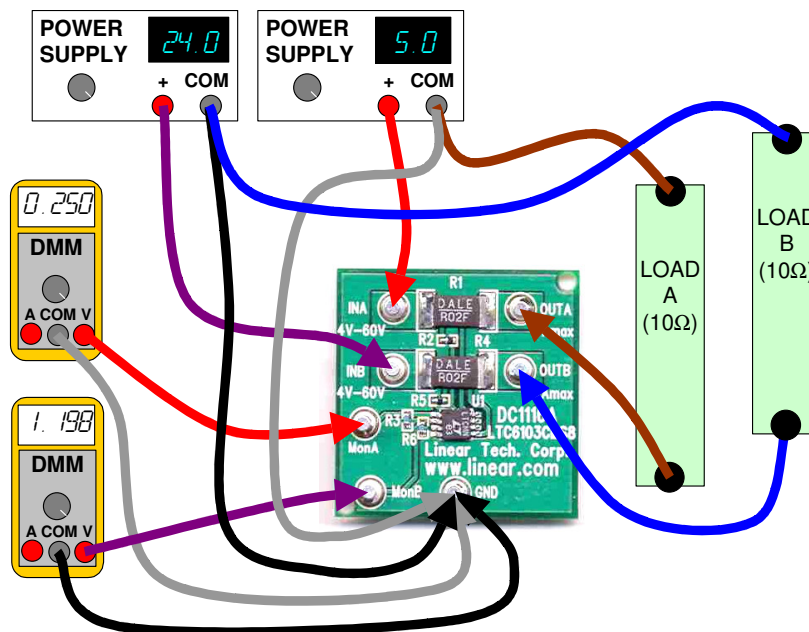 POWER
SUPPLY
24.0
+ COM
POWER
SUPPLY
5.0
+ COM
0.250
DMM
A COM V
1.198
DMM
A COM V
LOAD
A
(10Ω)
LOAD
B
(10Ω)
R1
INA
DALE
R02F
OUTA
4V-60V
R2
R4
INB
DALE
R02F
OUTB
4V-60V
R5
U1
R3
R6
MonA
Linear Tech. Corp.
www.linear.com
MonB
GND